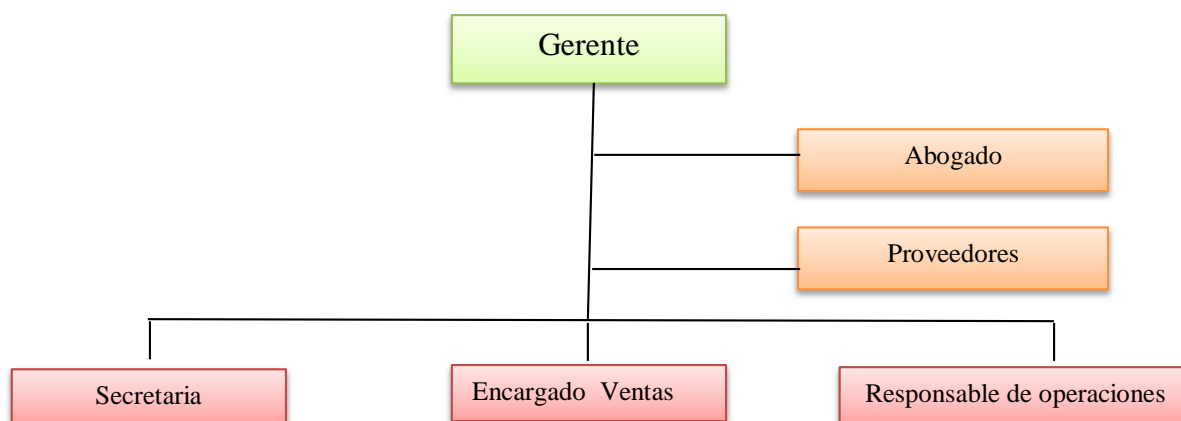 Gerente
Abogado
Proveedores
Secretaria
Encargado Ventas
Responsable de operaciones